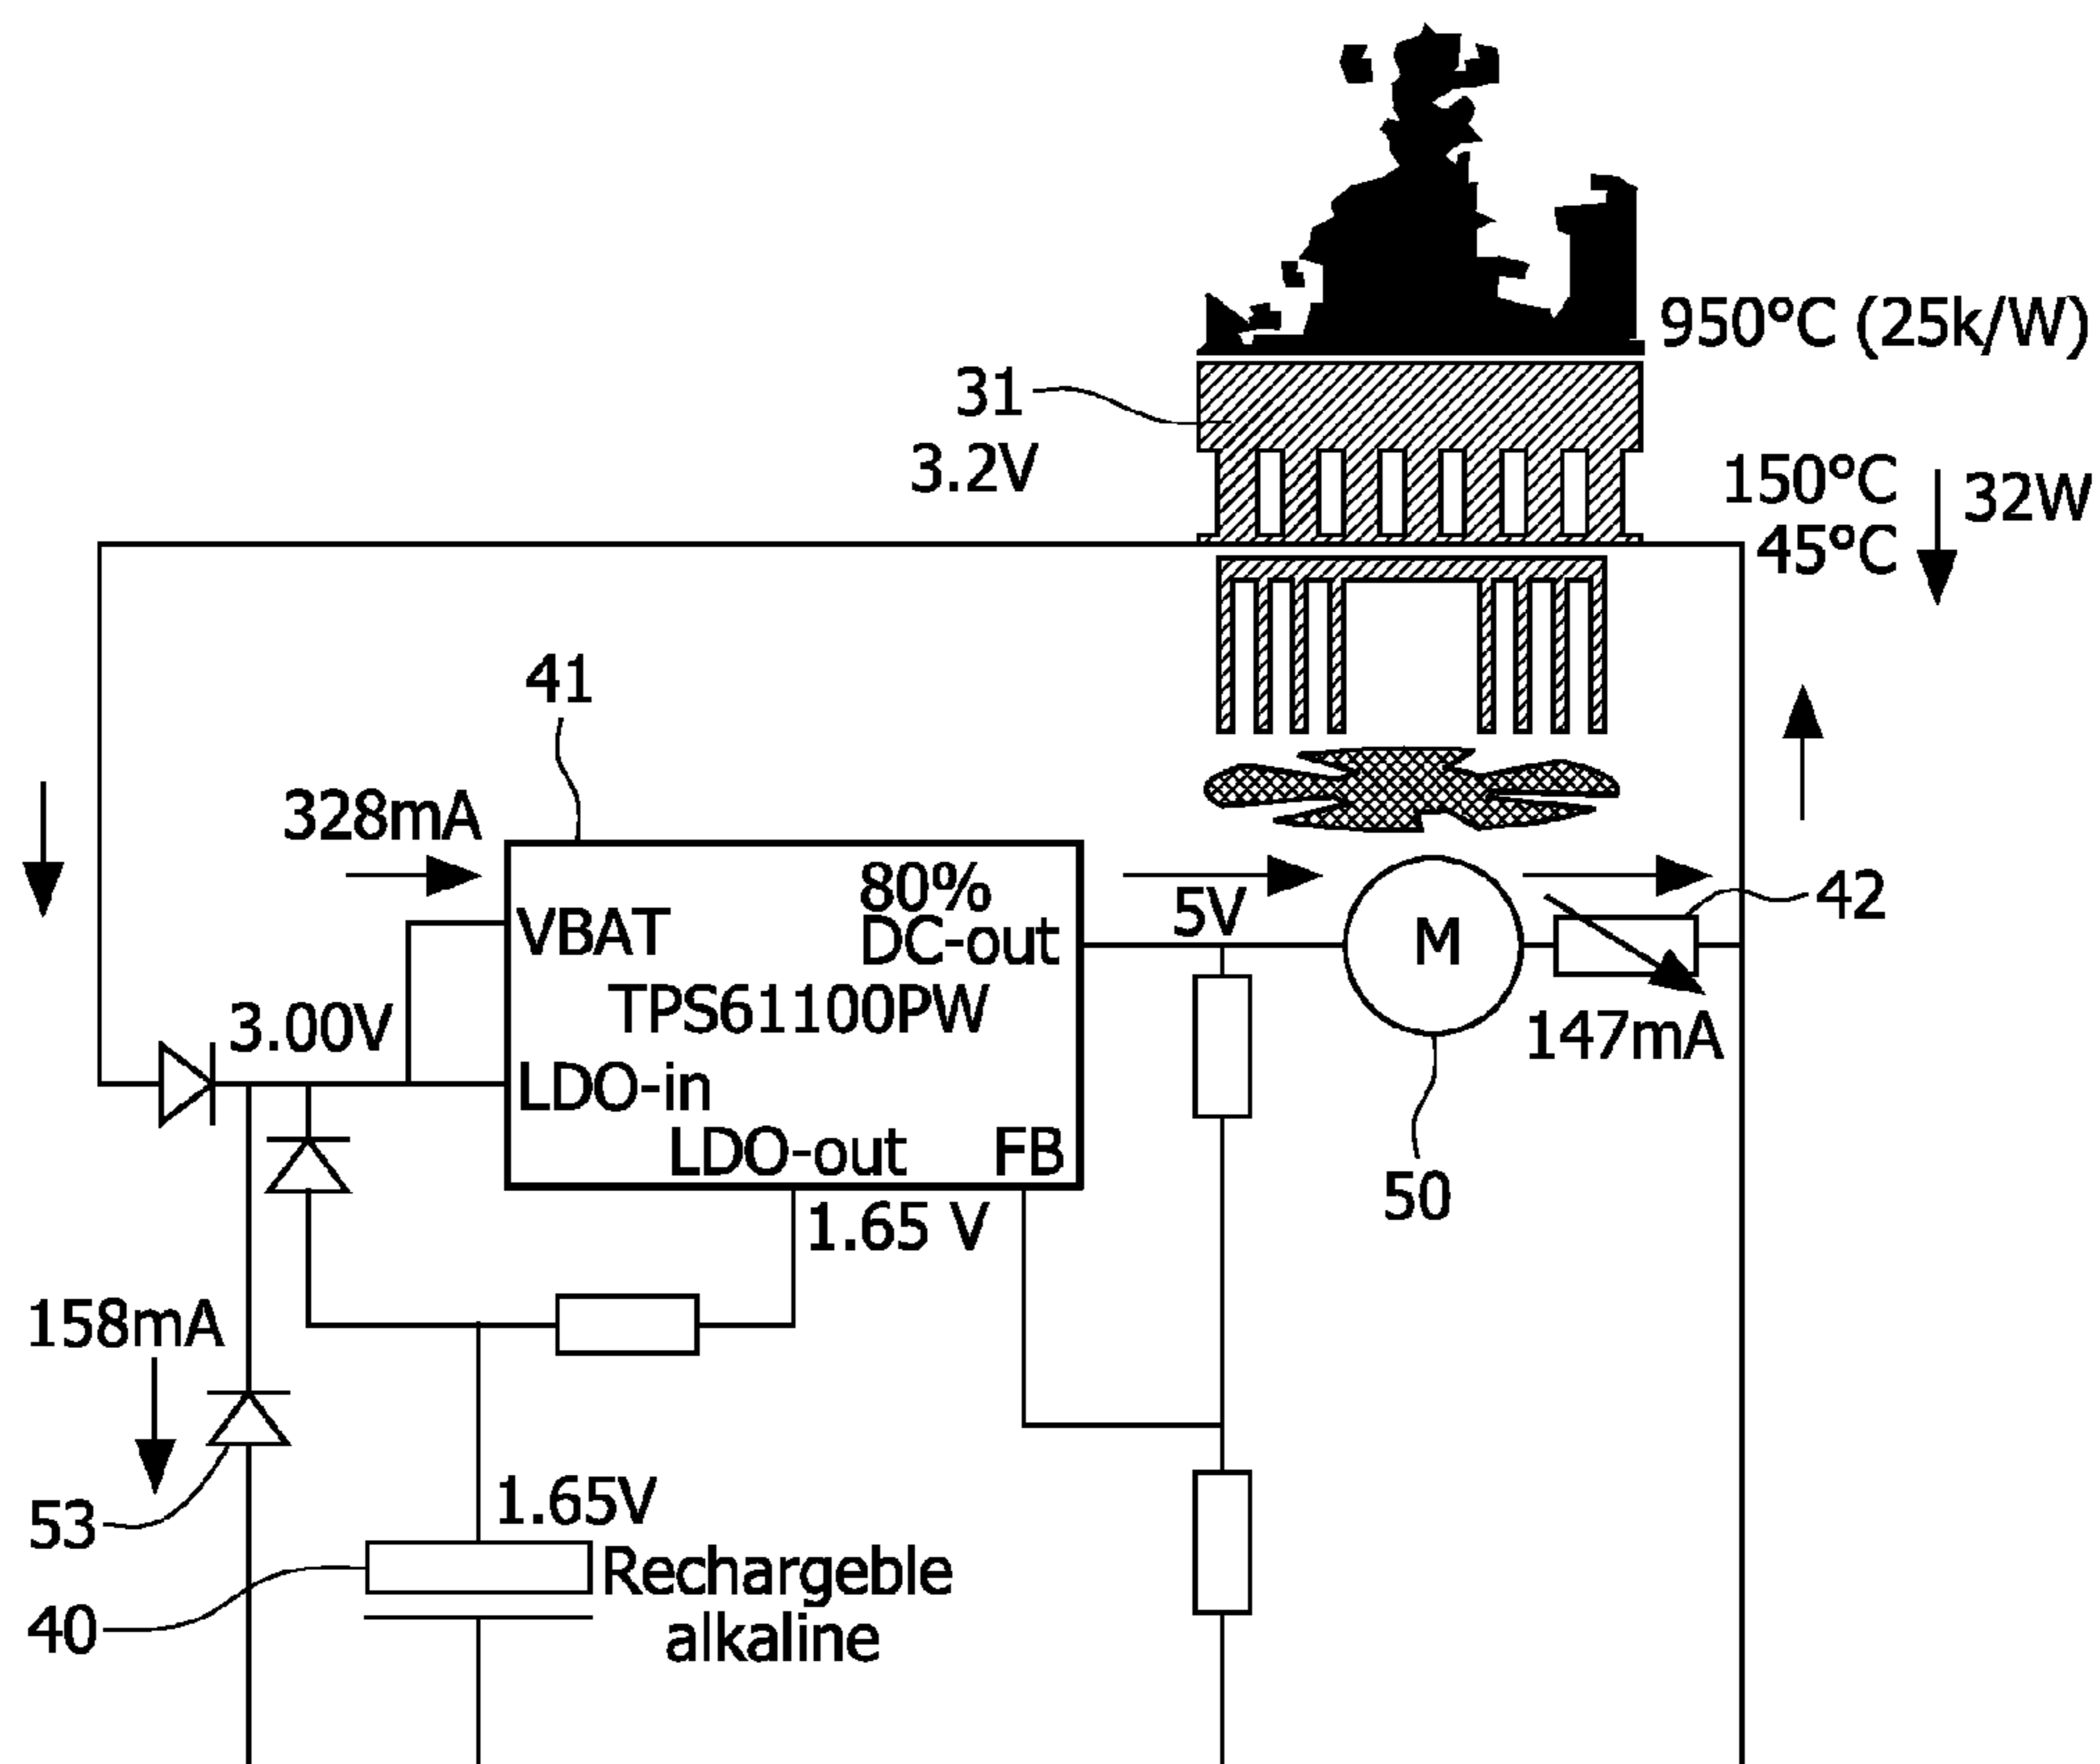 950°C (25k/W)
31
3.2V
150°C
32W
45°C
41
328mA
80%
5V
42
VBAT
DC-out
M
TPS61100PW
3.00V
147mA
LDO-in
LDO-out
FB
50
1.65 V
158mA
1.65V
53
Rechargeble
40
alkaline